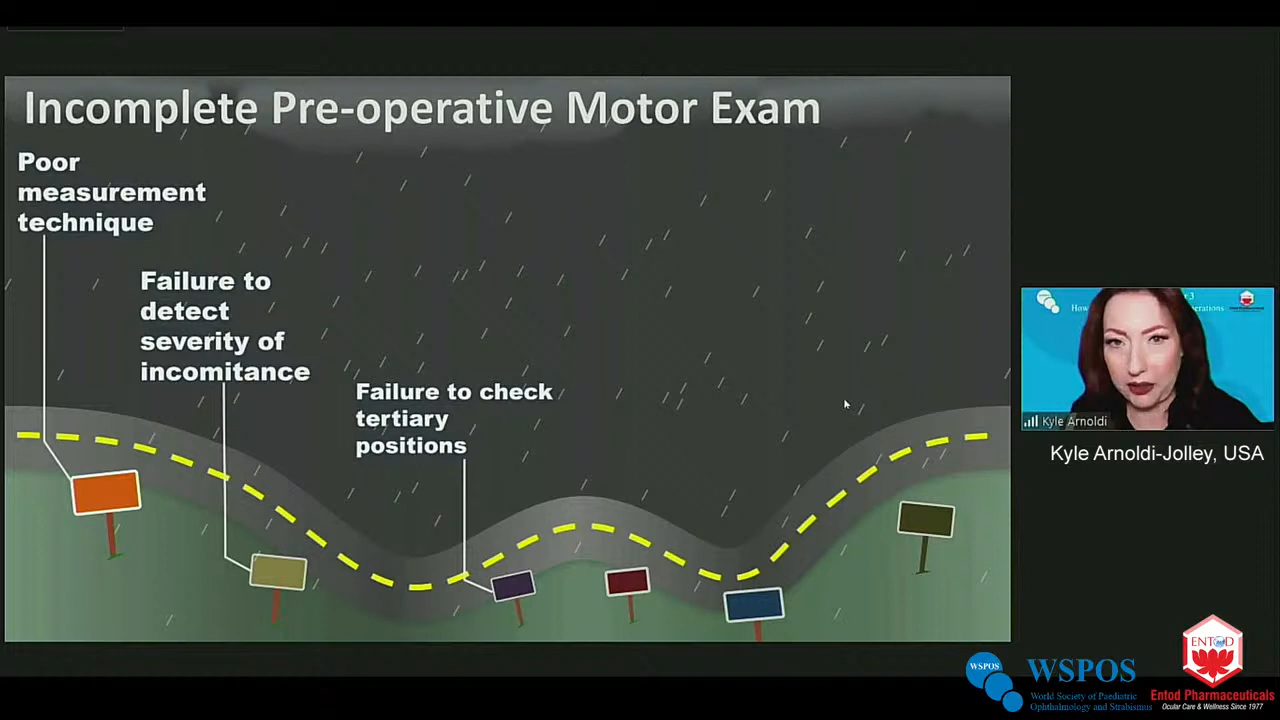 Incomplete Pre-operative Motor Exam
Poor
measurement
technique
Failure to
detect
severity of
incomitance
Failure to check
tertiary
positions
Kyle Arnoldi
Kyle Arnoldi-Jolley, USA
WSPOS
WSPOS
World Society of Paediatric
Ophthalmology and Strabismus
ENTOD
Entod Pharmaceuticals
Ocular Care & Wellness Since 1977